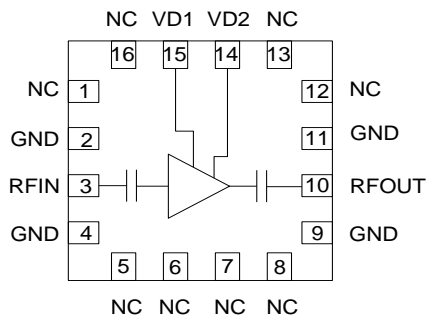 NC VD1 VD2 NC
16 15 14 13
NC 1 12 NC
GND 2 11 GND
RFIN 3 10 RFOUT
GND 4 9 GND
5 6 7 8
NC NC NC NC